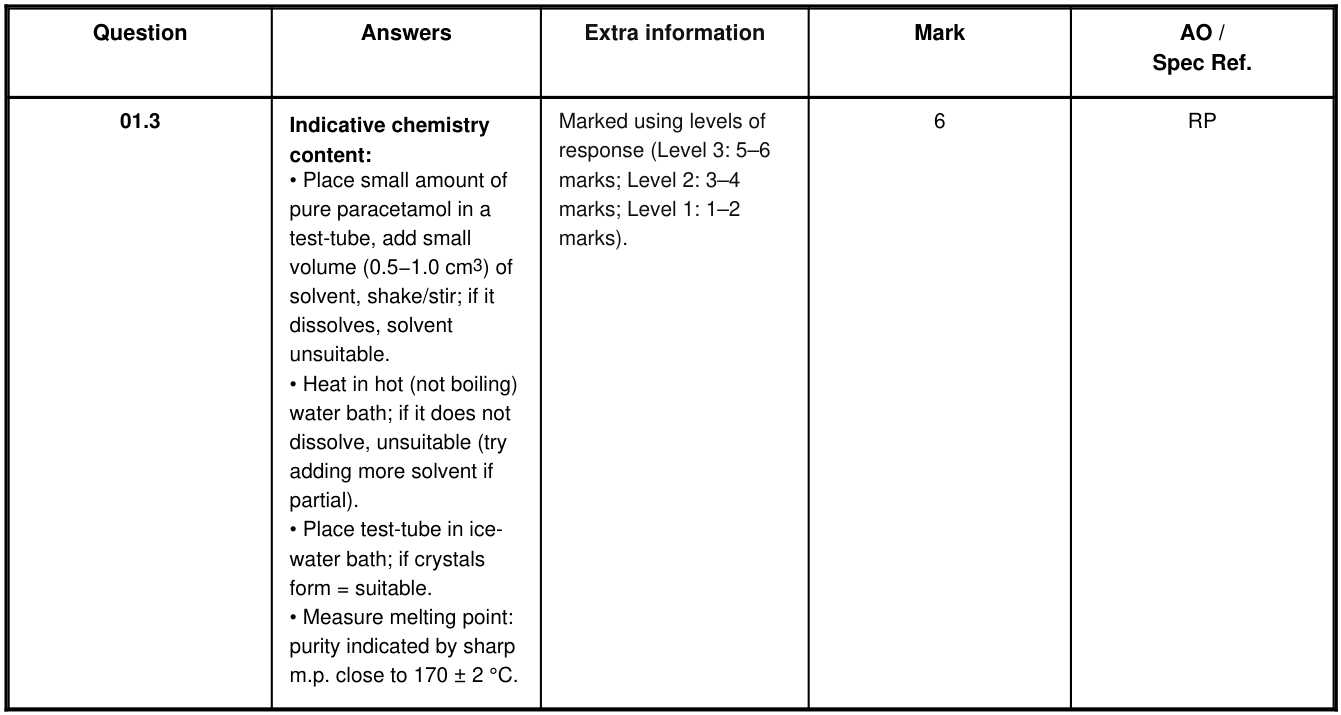 Question Answers Extra information Mark AO /
Spec Ref.
01.3
Indicative chemistry
content:
• Place small amount of
pure paracetamol in a
test-tube, add small
volume (0.5–1.0 cm³) of
solvent, shake/stir; if it
dissolves, solvent
unsuitable.
• Heat in hot (not boiling)
water bath; if it does not
dissolve, unsuitable (try
adding more solvent if
partial).
• Place test-tube in ice-
water bath; if crystals
form = suitable.
• Measure melting point:
purity indicated by sharp
m.p. close to 170 ± 2 °C.
Marked using levels of
response (Level 3: 5–6
marks; Level 2: 3–4
marks; Level 1: 1–2
marks).
6
RP